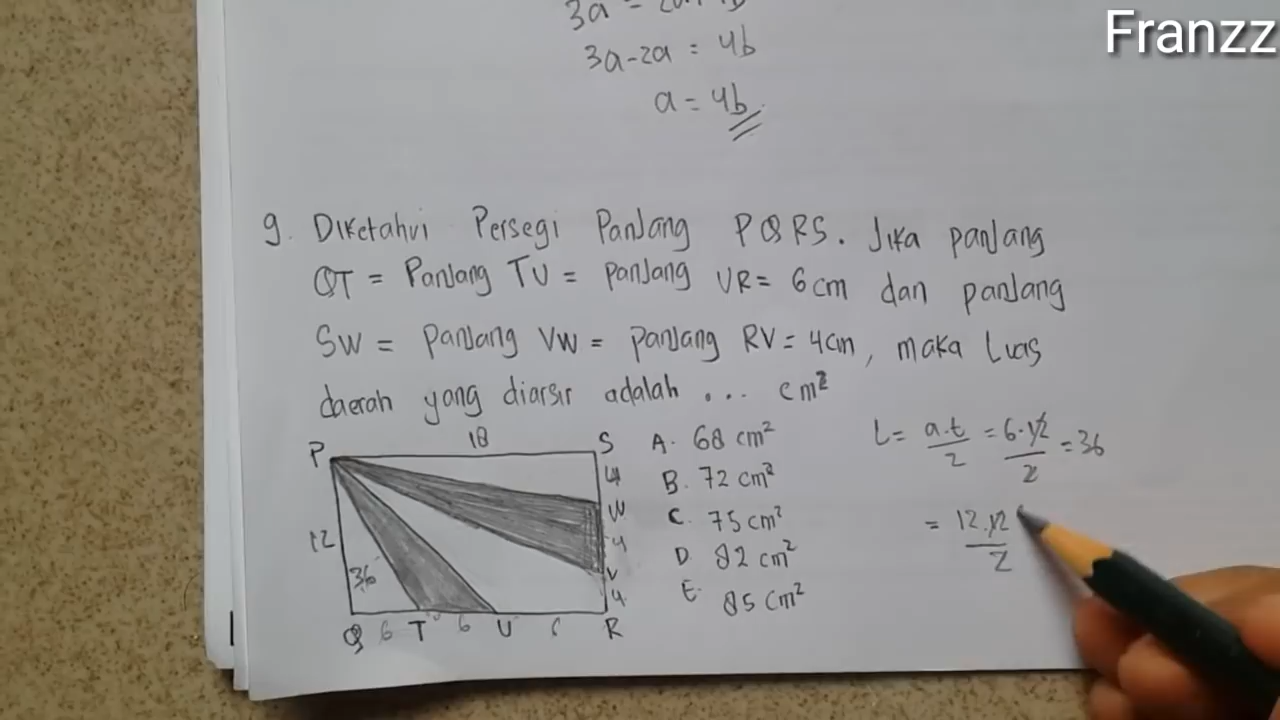 Franzz
3a-2a = 4b
a = 4b
9. Diketahui Persegi Panjang PQRS. Jika panjang
QT = Panjang TU = panjang UR = 6cm dan panjang
SW = panjang VW = panjang RV = 4cm, maka Luas
daerah yang diarsir adalah ... cm²
P 18 S
12
36
4
W
4
V
4
Q 6 T 6 U R
A. 68 cm²
B. 72 cm²
C. 75 cm²
D. 82 cm²
E. 85 cm²
L = a.t/2 = 6.12/2 = 36
= 12.12/2